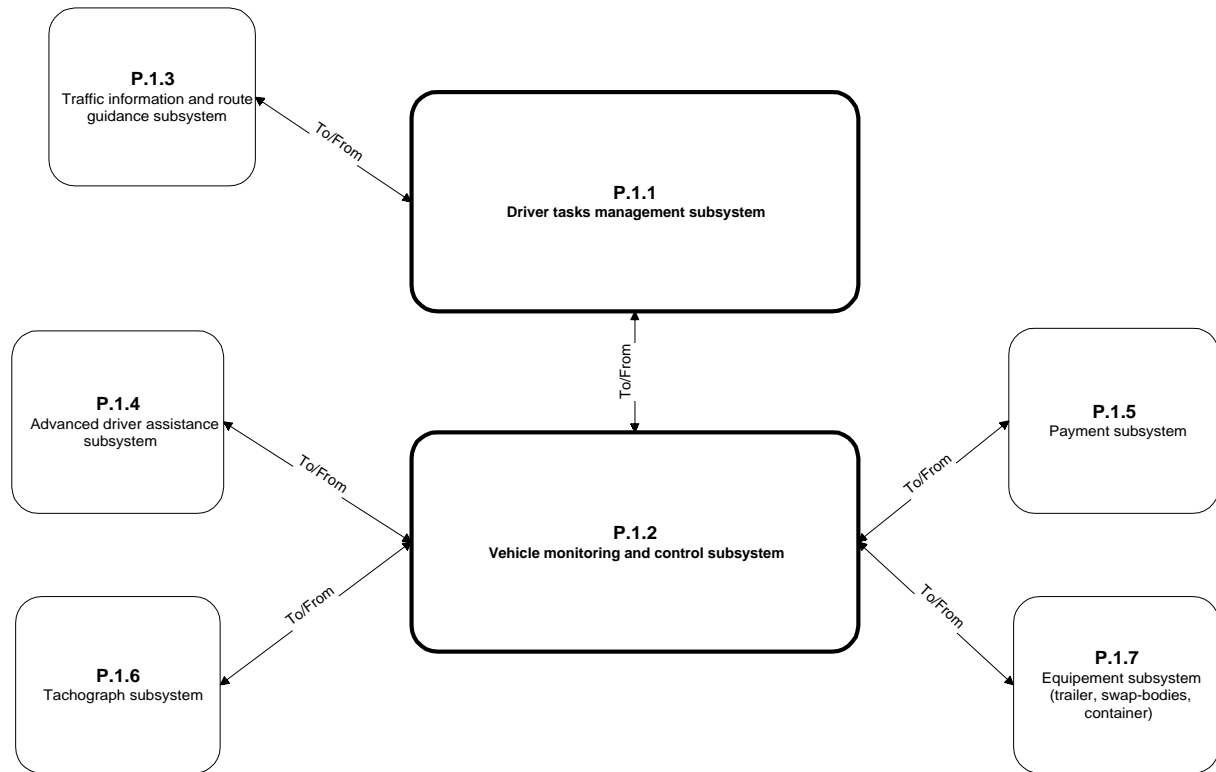 P.1.3
Traffic information and route
guidance subsystem
To/From
P.1.1
Driver tasks management subsystem
To/From
P.1.4
Advanced driver assistance
subsystem
To/From
P.1.5
Payment subsystem
To/From
P.1.2
Vehicle monitoring and control subsystem
To/From
To/From
P.1.6
Tachograph subsystem
P.1.7
Equipement subsystem
(trailer, swap-bodies,
container)